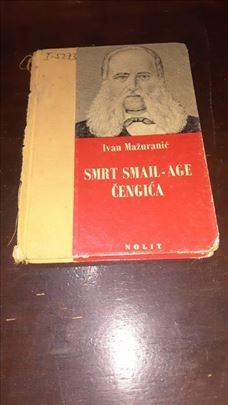 Ivan Mažuranić
SMRT SMAIL-AGE
ČENGIĆA
NOLIT